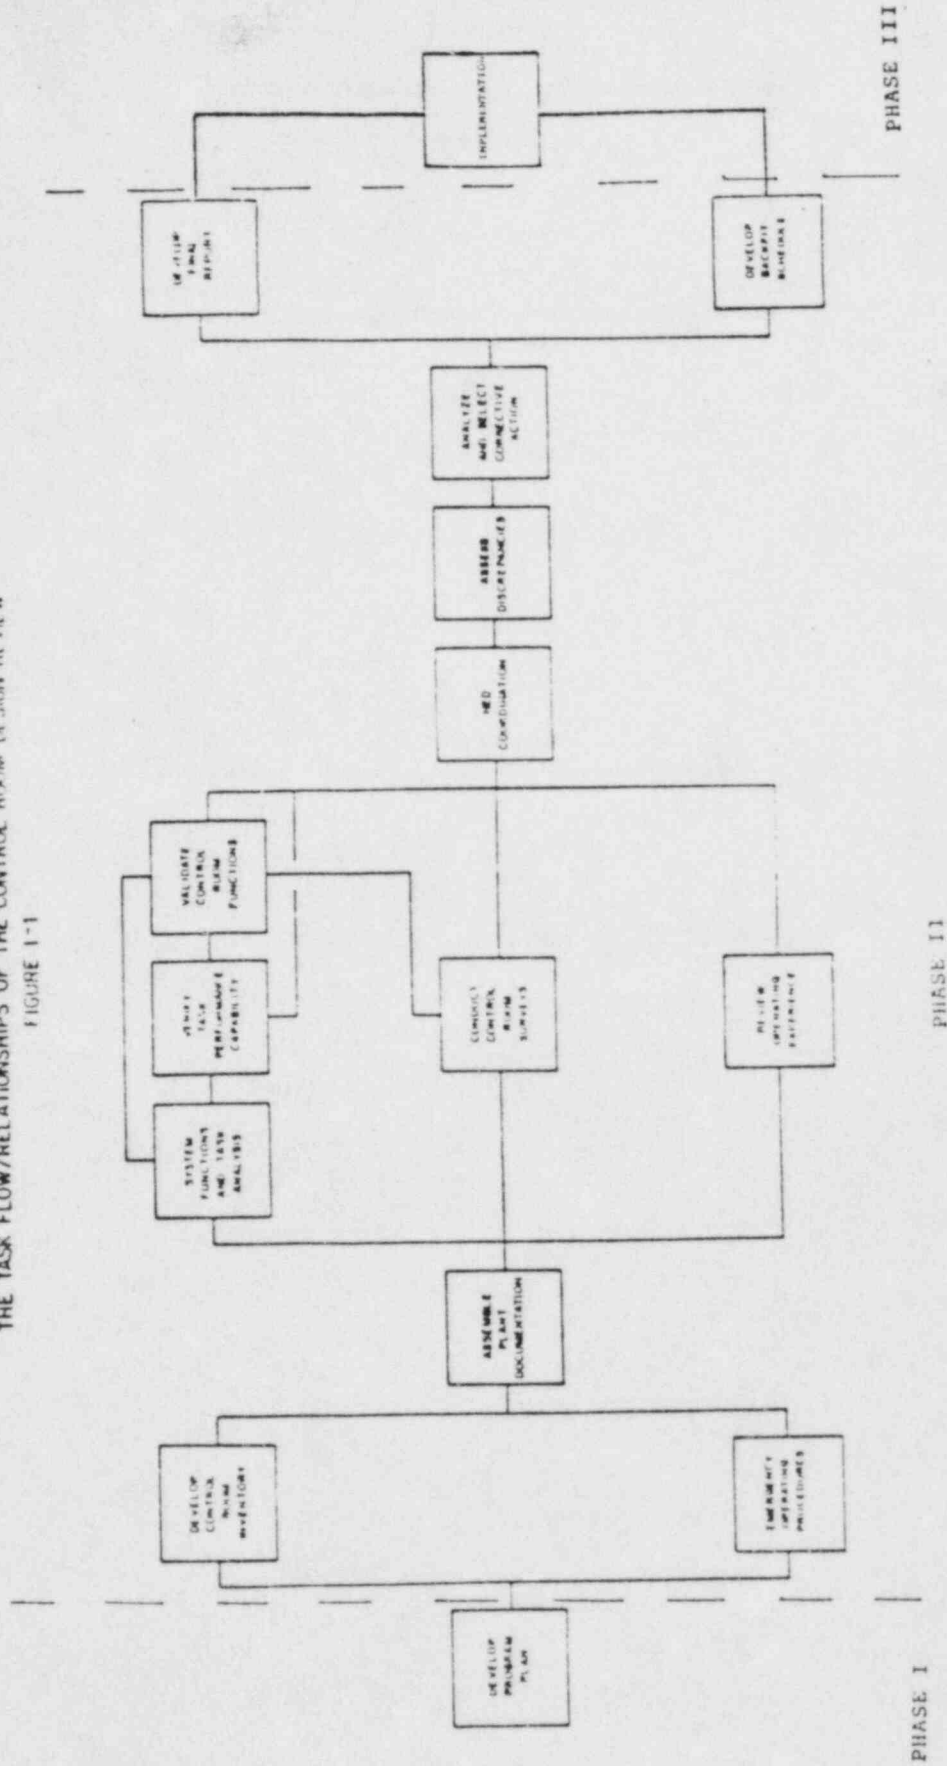 THE TASK FLOW/RELATIONSHIPS OF THE CONTROL ROOM DESIGN REVIEW
FIGURE 1-1
DEVELOP
PROGRAM
PLAN
DEVELOP
CONTROL
ROOM
INVENTORY
EMERGENCY
OPERATING
PROCEDURES
ASSEMBLE
PLANT
DOCUMENTATION
SYSTEM
FUNCTIONS
AND TASK
ANALYSIS
VERIFY
TASK
PERFORMANCE
CAPABILITY
VALIDATE
CONTROL
ROOM
FUNCTIONS
CONDUCT
CONTROL
ROOM
SURVEYS
REVIEW
OPERATING
EXPERIENCE
HED
COORDINATION
ASSESS
DISCREPANCIES
ANALYZE
AND SELECT
CORRECTIVE
ACTION
DEVELOP
FINAL
REPORT
DEVELOP
BACKFIT
SCHEDULE
IMPLEMENTATION
PHASE I
PHASE II
PHASE III